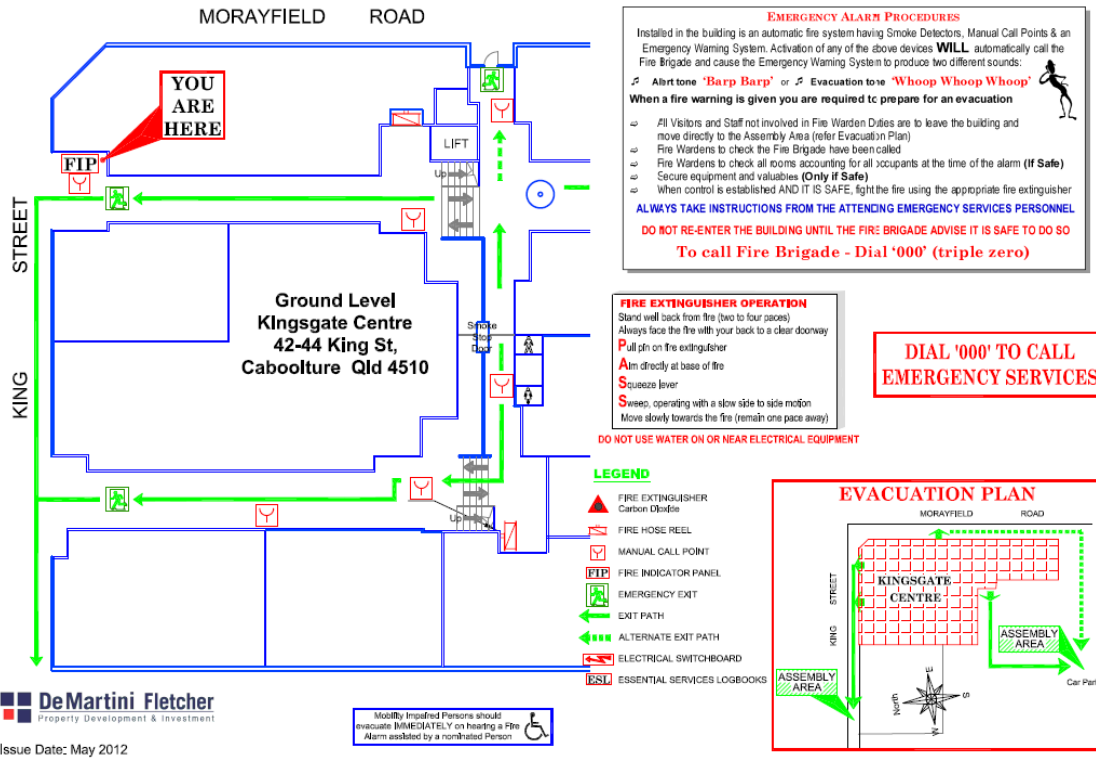 MORAYFIELD ROAD
YOU
ARE
HERE
FIP
LIFT
Up
STREET
KING
Ground Level
KIngsgate Centre
42-44 King St,
Caboolture Qld 4510
Smoke
Stop
Door
Up
EMERGENCY ALARM PROCEDURES
Installed in the building is an automatic fire system having Smoke Detectors, Manual Call Points & an
Emergency Warning System. Activation of any of the above devices WILL automatically call the
Fire Brigade and cause the Emergency Warning System to produce two different sounds:
♫ Alert tone 'Barp Barp' or ♫ Evacuation tone 'Whoop Whoop Whoop'
When a fire warning is given you are required to prepare for an evacuation
All Visitors and Staff not involved in Fire Warden Duties are to leave the building and
move directly to the Assembly Area (refer Evacuation Plan)
Fire Wardens to check the Fire Brigade have been called
Fire Wardens to check all rooms accounting for all occupants at the time of the alarm (If Safe)
Secure equipment and valuables (Only if Safe)
When control is established AND IT IS SAFE, fight the fire using the appropriate fire extinguisher
ALWAYS TAKE INSTRUCTIONS FROM THE ATTENDING EMERGENCY SERVICES PERSONNEL
DO NOT RE-ENTER THE BUILDING UNTIL THE FIRE BRIGADE ADVISE IT IS SAFE TO DO SO
To call Fire Brigade - Dial '000' (triple zero)
FIRE EXTINGUISHER OPERATION
Stand well back from fire (two to four paces)
Always face the fire with your back to a clear doorway
Pull pin on fire extinguisher
Aim directly at base of fire
Squeeze lever
Sweep, operating with a slow side to side motion
Move slowly towards the fire (remain one pace away)
DO NOT USE WATER ON OR NEAR ELECTRICAL EQUIPMENT
DIAL '000' TO CALL
EMERGENCY SERVICES
LEGEND
FIRE EXTINGUISHER
Carbon Dioxide
FIRE HOSE REEL
MANUAL CALL POINT
FIP FIRE INDICATOR PANEL
EMERGENCY EXIT
EXIT PATH
ALTERNATE EXIT PATH
ELECTRICAL SWITCHBOARD
ESL ESSENTIAL SERVICES LOGBOOKS
EVACUATION PLAN
MORAYFIELD ROAD
KINGSGATE
CENTRE
STREET
KING
ASSEMBLY
AREA
ASSEMBLY
AREA
Car Park
North
E
S
W
DeMartini Fletcher
Property Development & Investment
Issue Date: May 2012
Mobility Impaired Persons should
evacuate IMMEDIATELY on hearing a Fire
Alarm assisted by a nominated Person